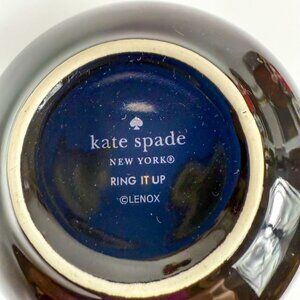 kate spade
NEW YORK®
RING IT UP
©LENOX